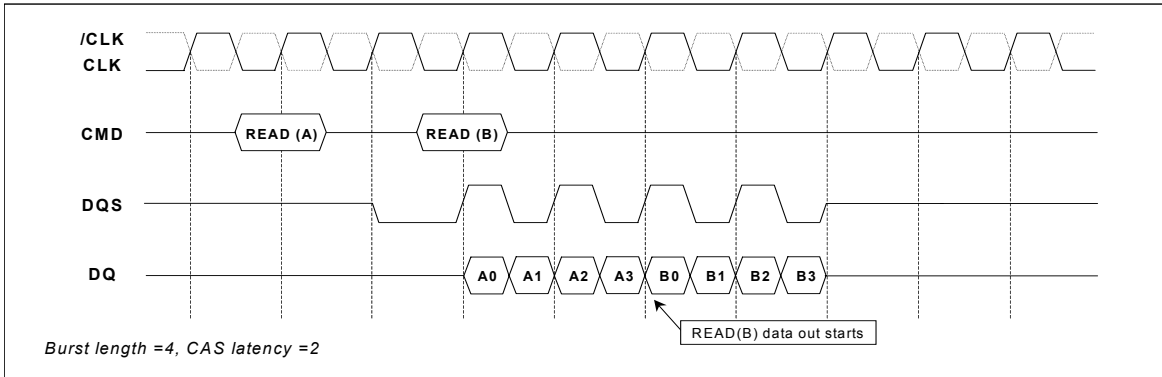 /CLK
CLK
CMD
READ (A)
READ (B)
DQS
DQ
A0
A1
A2
A3
B0
B1
B2
B3
READ(B) data out starts
Burst length =4, CAS latency =2